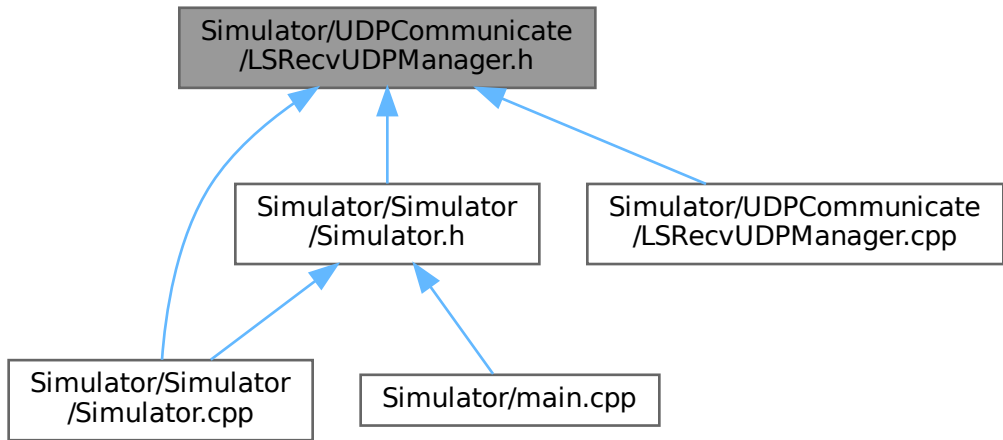 Simulator/UDPCommunicate
/LSRecvUDPManager.h
Simulator/Simulator
/Simulator.h
Simulator/UDPCommunicate
/LSRecvUDPManager.cpp
Simulator/Simulator
/Simulator.cpp
Simulator/main.cpp